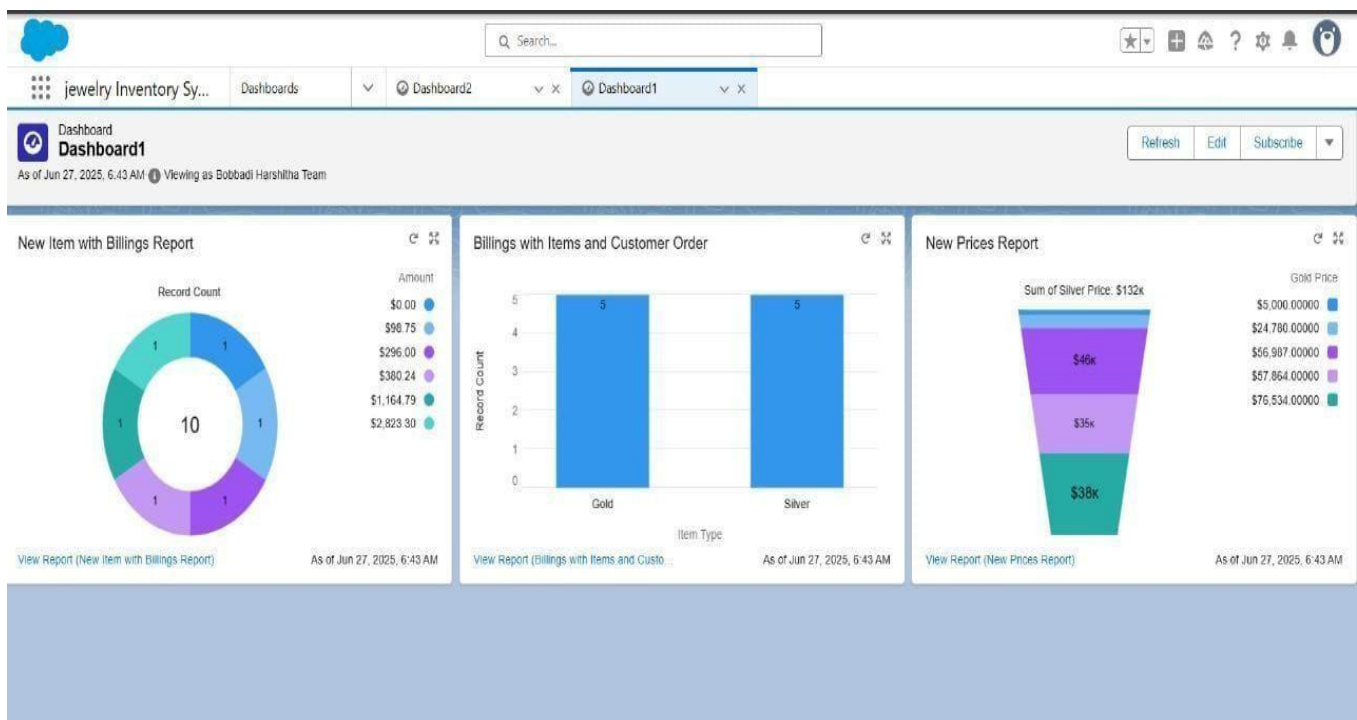 Search...
jewelry Inventory Sy...
Dashboards
Dashboard2
Dashboard1
Dashboard
Dashboard1
As of Jun 27, 2025, 6:43 AM Viewing as Bobbadi Harshitha Team
Refresh
Edit
Subscribe
New Item with Billings Report
Record Count
Amount
$0.00
$98.75
$296.00
$380.24
$1,164.79
$2,823.30
1
1
1
10
1
1
1
View Report (New Item with Billings Report)
As of Jun 27, 2025, 6:43 AM
Billings with Items and Customer Order
Record Count
5
4
3
2
1
0
5
5
Gold
Silver
Item Type
View Report (Billings with Items and Custo...
As of Jun 27, 2025, 6:43 AM
New Prices Report
Sum of Silver Price: $132K
Gold Price
$5,000.00000
$24,780.00000
$56,987.00000
$57,864.00000
$76,534.00000
$46K
$35K
$38K
View Report (New Prices Report)
As of Jun 27, 2025, 6:43 AM